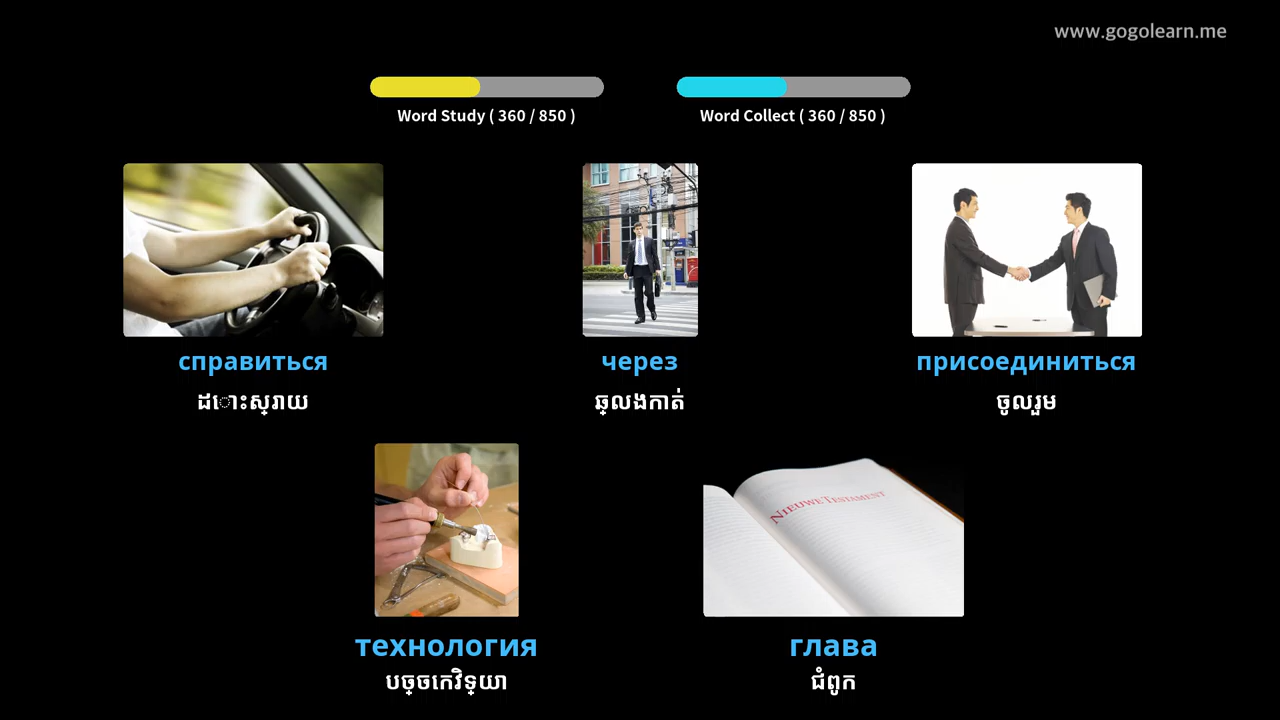 www.gogolearn.me
Word Study ( 360 / 850 )
Word Collect ( 360 / 850 )
справиться
через
присоединиться
ដោះស្រាយ
ឆ្លងកាត់
ចូលរួម
NIEUWE TESTAMENT
технология
глава
បច្ចេកវិទ្យា
ជំពូក